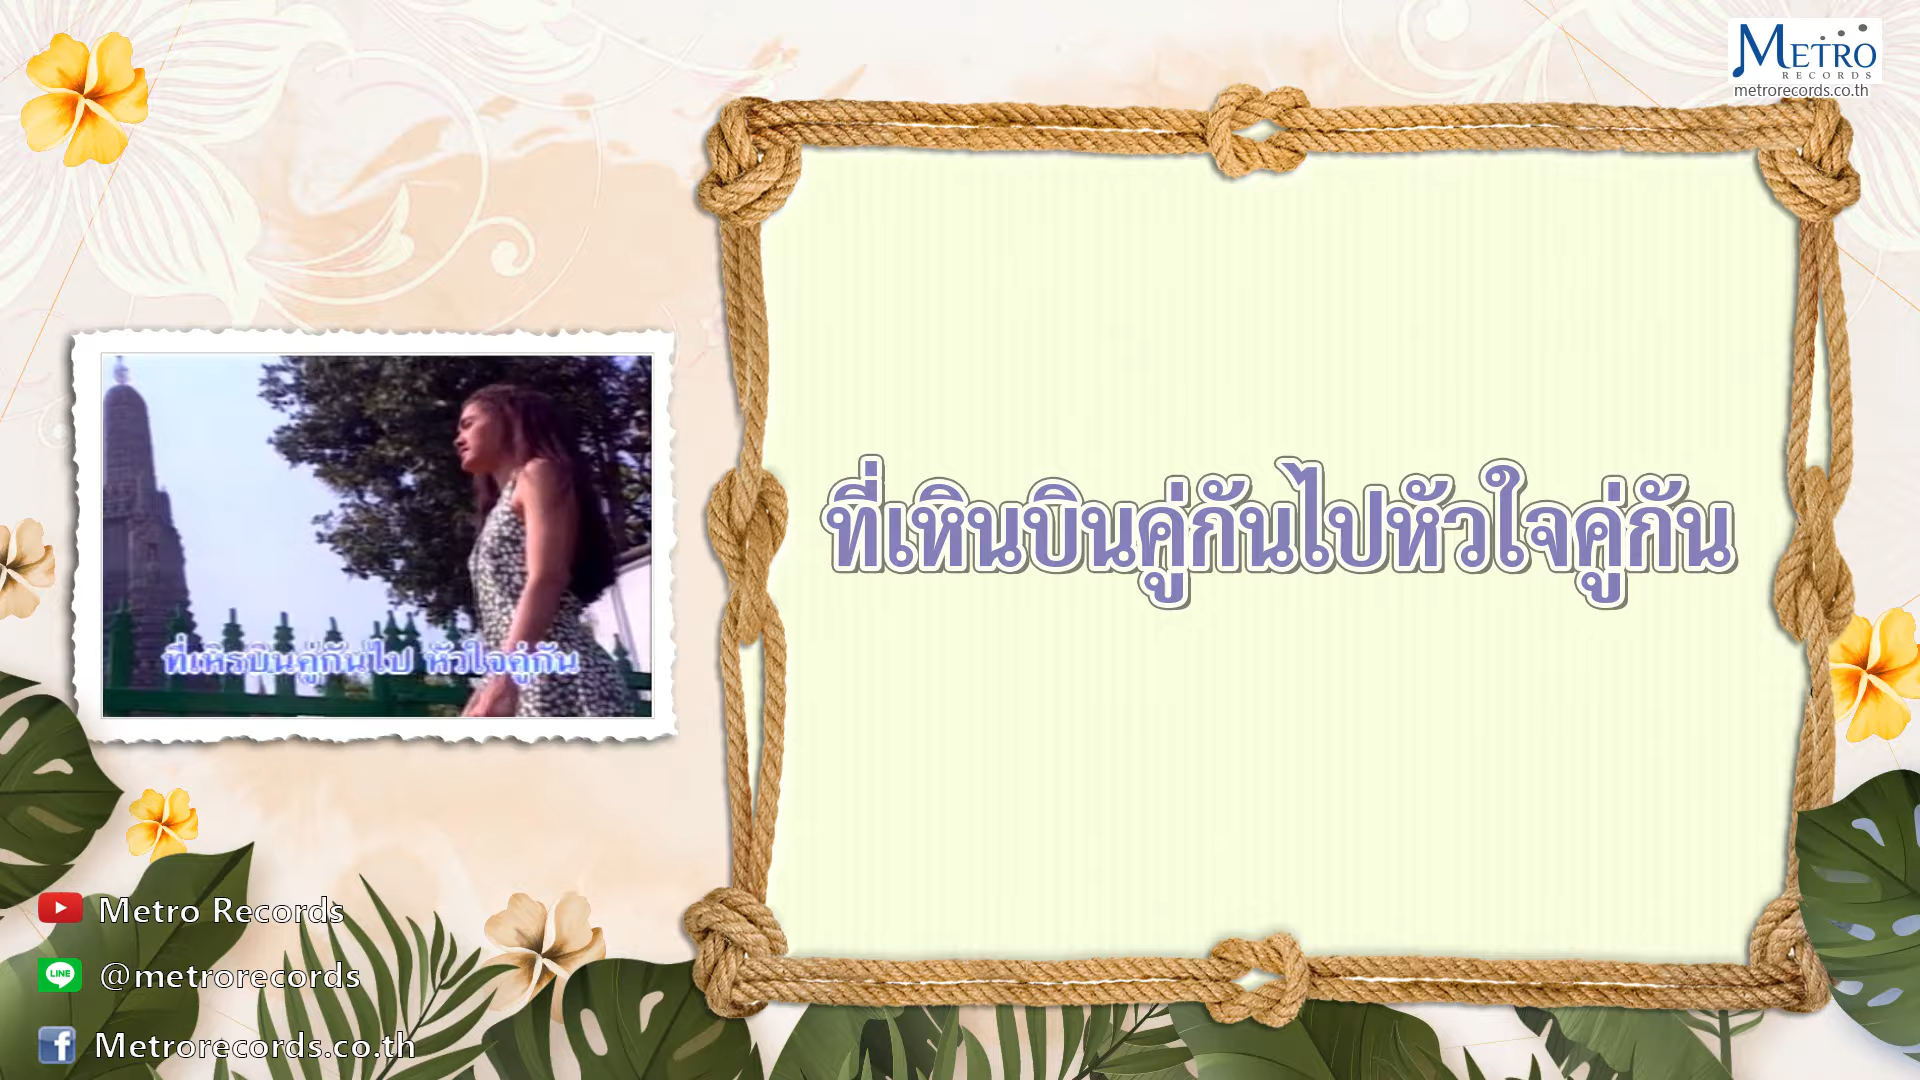 METRO
RECORDS
metrorecords.co.th
ที่เหินบินคู่กันไปหัวใจคู่กัน
ที่เหิรบินคู่กันไป หัวใจคู่กัน
Metro Records
LINE @metrorecords
f Metrorecords.co.th